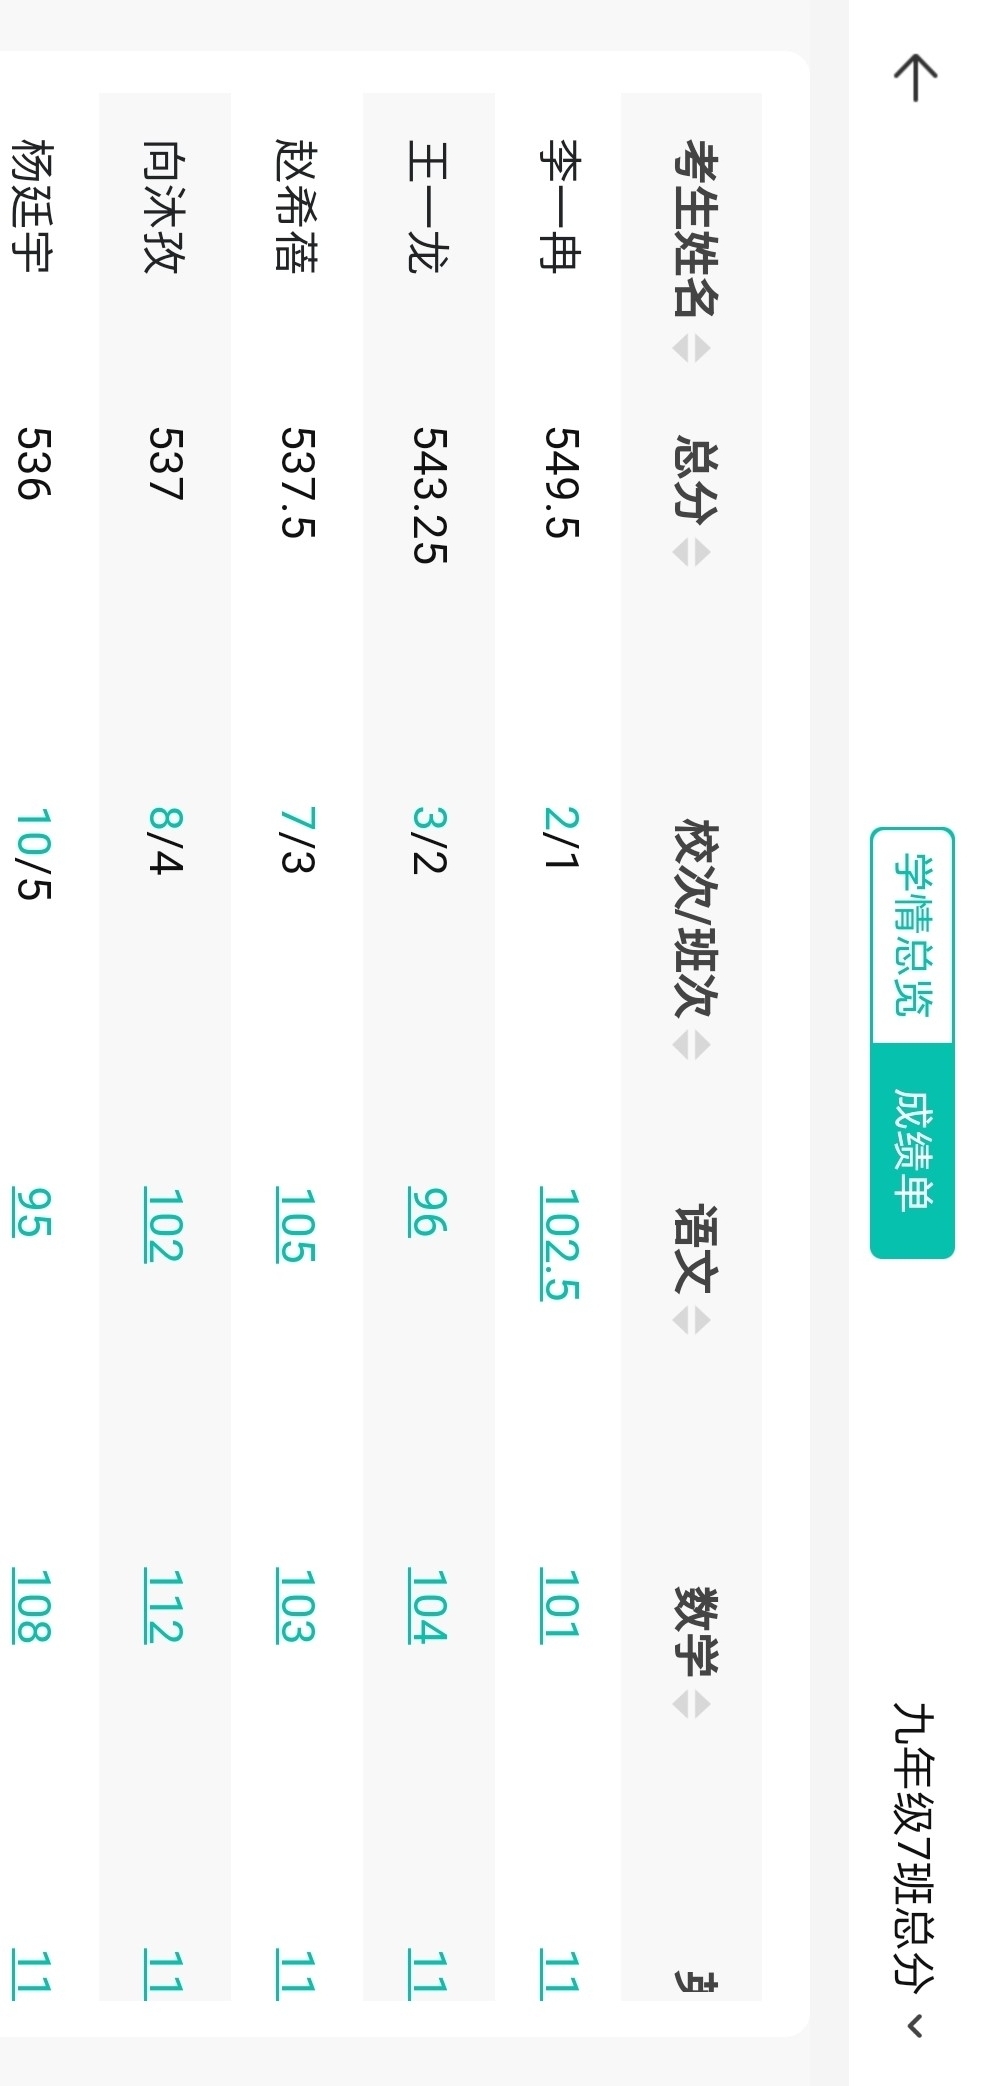 学情总览 成绩单 九年级7班总分
考生姓名 总分 校次/班次 语文 数学
李一冉 549.5 2/1 102.5 101 11
王一龙 543.25 3/2 96 104 11
赵希蓓 537.5 7/3 105 103 11
向沐孜 537 8/4 102 112 11
杨廷宇 536 10/5 95 108 11